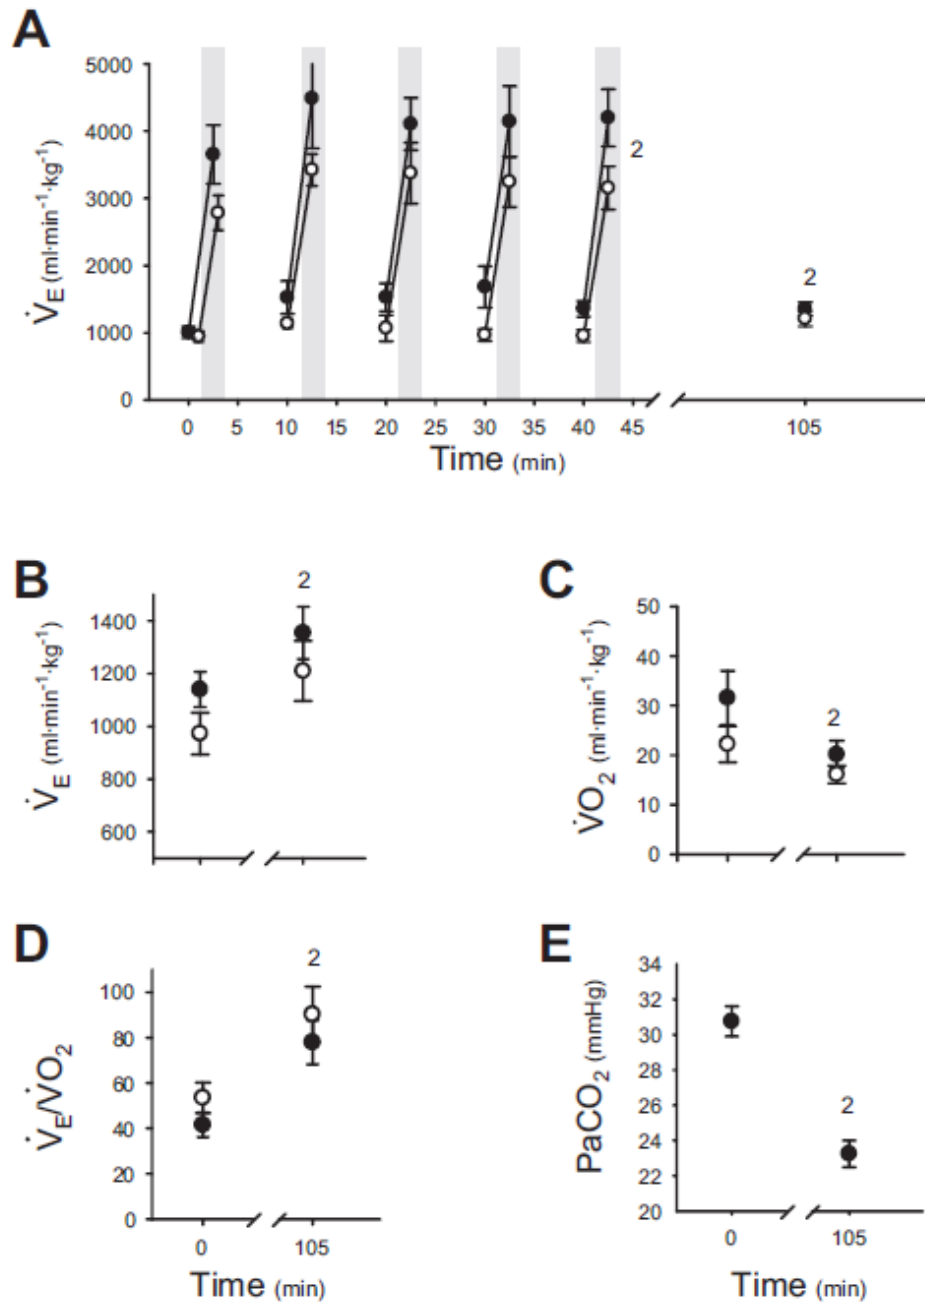 A
V̇E (ml·min⁻¹·kg⁻¹)
5000
4000
3000
2000
1000
0
2
2
0 5 10 15 20 25 30 35 40 45 105
Time (min)
B
V̇E (ml·min⁻¹·kg⁻¹)
1400
1200
1000
800
600
2
C
V̇O₂ (ml·min⁻¹·kg⁻¹)
50
40
30
20
10
0
2
D
V̇E/V̇O₂
100
80
60
40
20
0
2
0 105
Time (min)
E
PaCO₂ (mmHg)
34
32
30
28
26
24
22
20
2
0 105
Time (min)